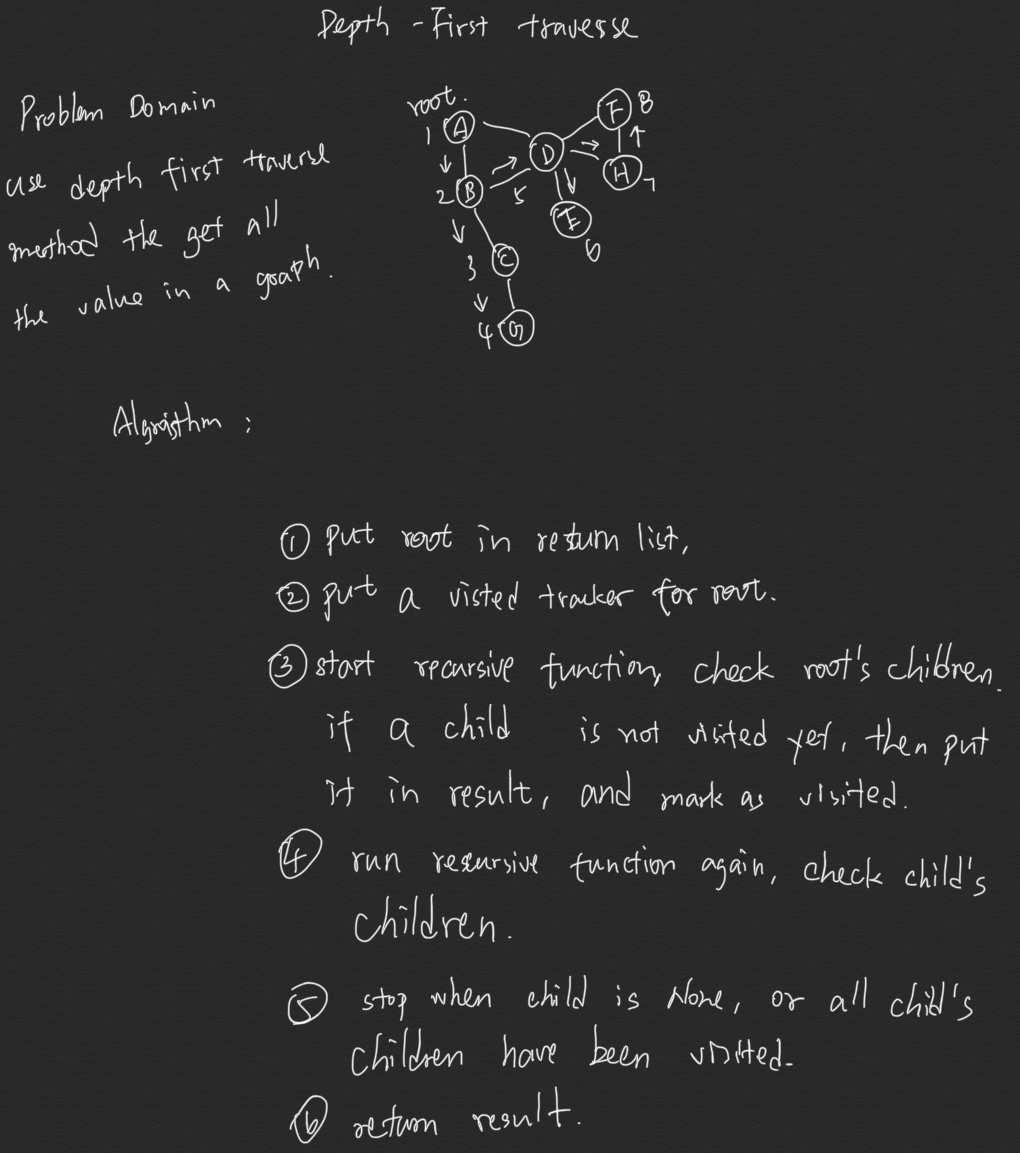 Depth - First travesse
Problem Domain
use depth first traverse
method the get all
the value in a graph.
root.
1 A
2 B
3 C
4 G
D
5
E
6
F 8
H 7
Algorithm :
① put root in return list,
② put a visted tracker for root.
③ start recursive function, check root's children.
if a child is not visited yet, then put
it in result, and mark as visited.
④ run recursive function again, check child's
children.
⑤ stop when child is None, or all child's
children have been visited.
⑥ return result.